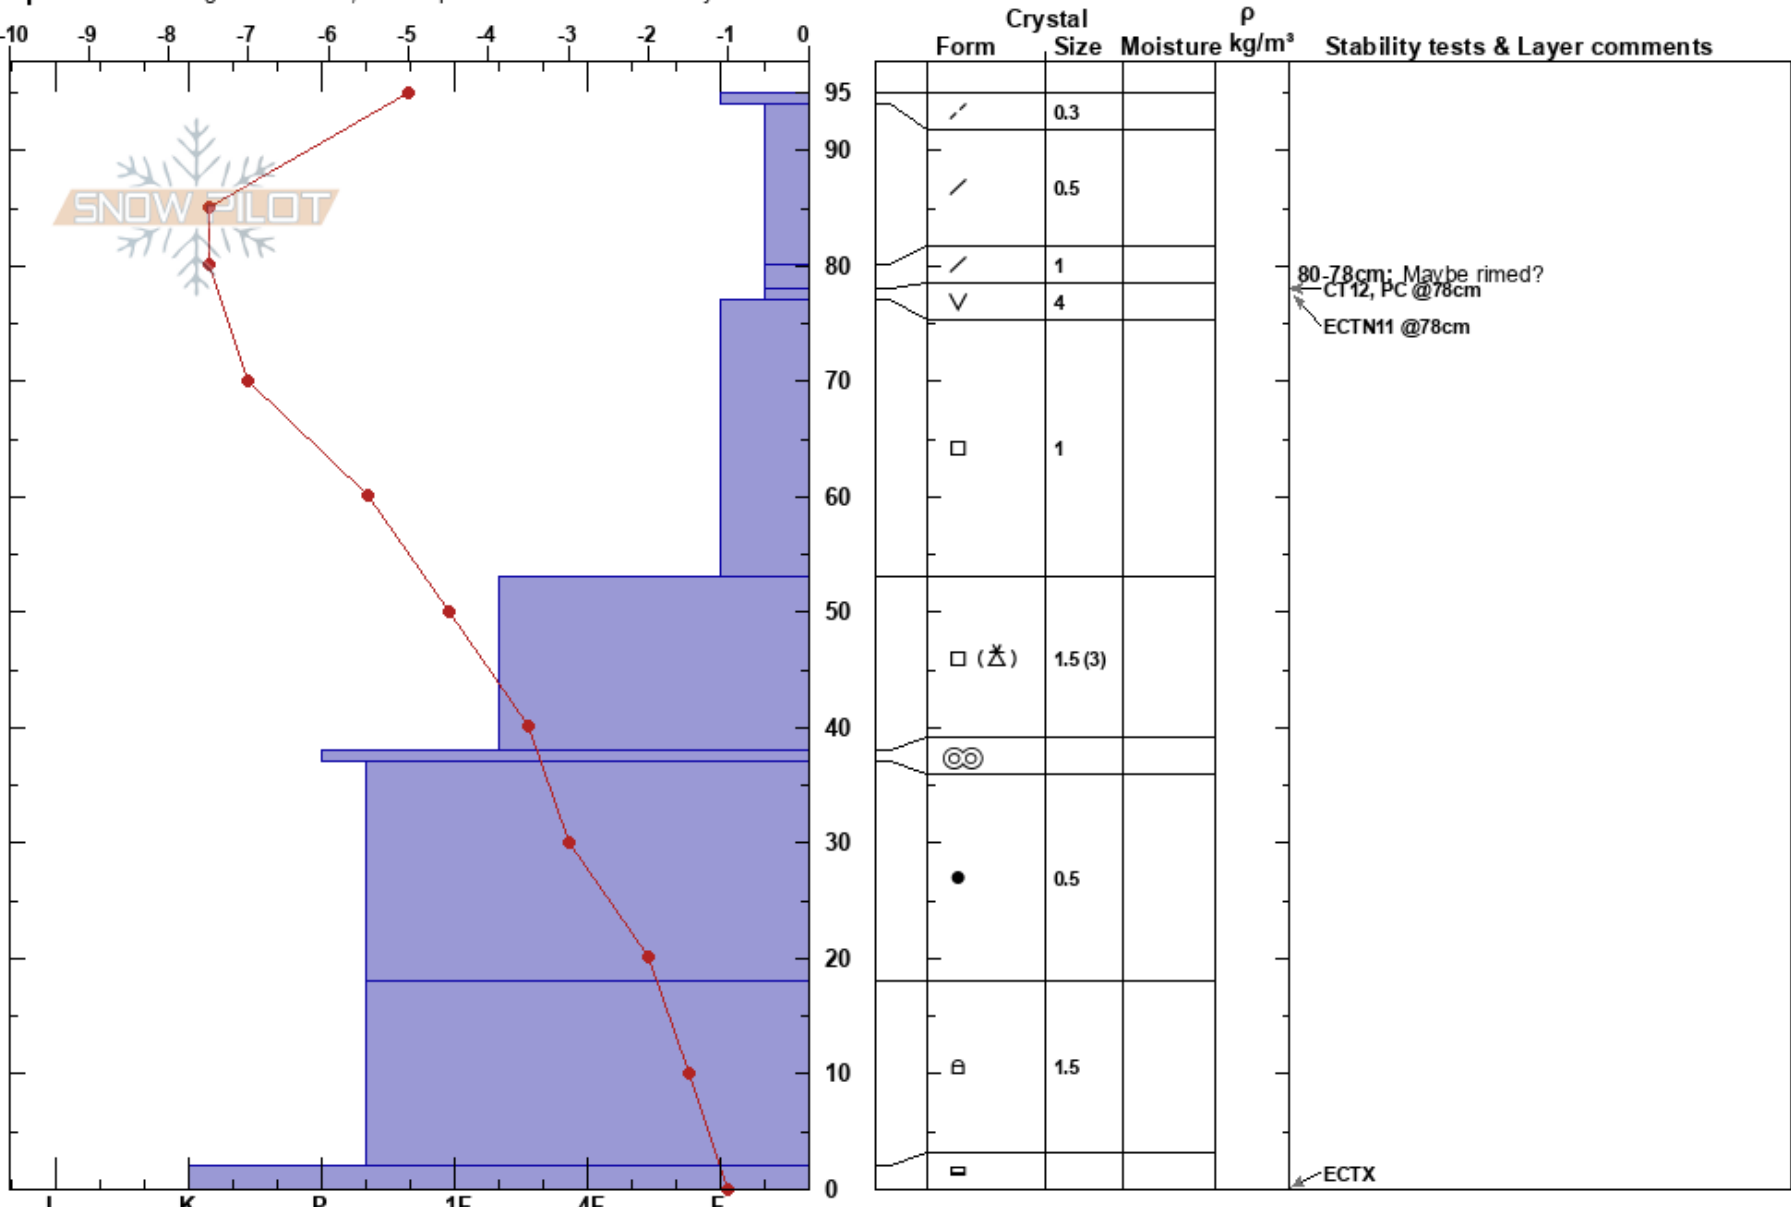 -10 -9 -8 -7 -6 -5 -4 -3 -2 -1 0
Crystal ρ
Form Size Moisture kg/m³ Stability tests & Layer comments
95
0.3
90
SNOW PILOT
0.5
80
1
80-78cm: Maybe rimed?
CT12, PC @78cm
4
ECTN11 @78cm
70
1
60
50
1.5 (3)
40
30
0.5
20
10
1.5
ECTX
0
I K P 1F 4F F